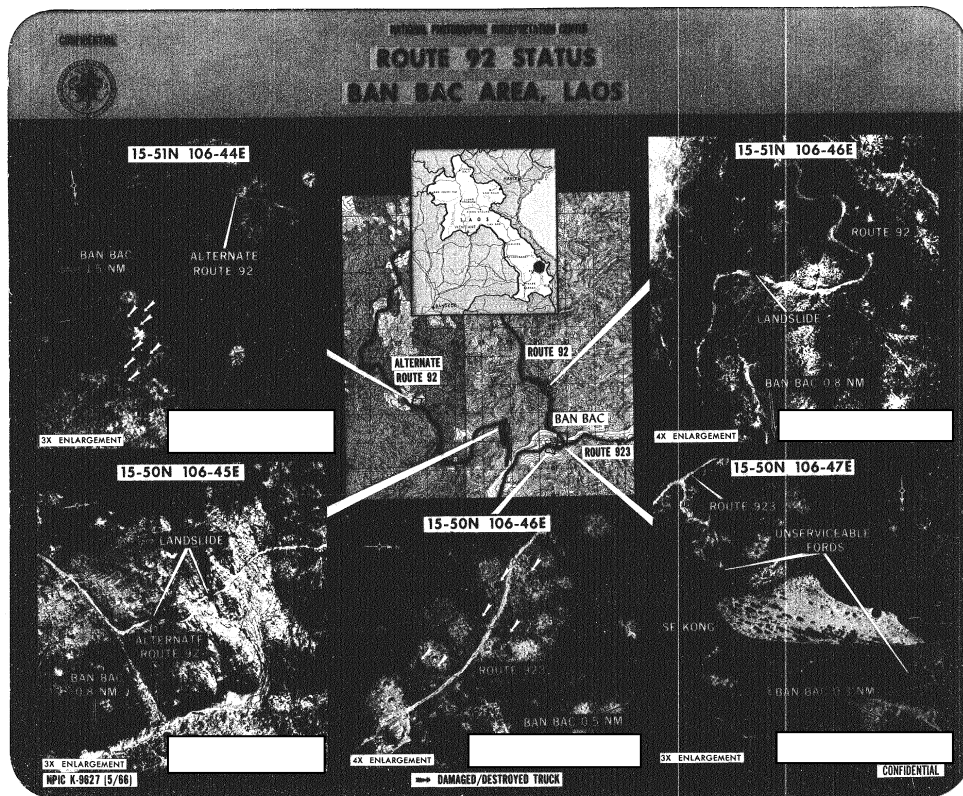 CONFIDENTIAL
NATIONAL PHOTOGRAPHIC INTERPRETATION CENTER
ROUTE 92 STATUS
BAN BAC AREA, LAOS
15-51N 106-44E
BAN BAC
1.5 NM
ALTERNATE
ROUTE 92
3X ENLARGEMENT
LAOS
ALTERNATE
ROUTE 92
ROUTE 92
BAN BAC
ROUTE 923
15-51N 106-46E
ROUTE 92
LANDSLIDE
BAN BAC 0.8 NM
4X ENLARGEMENT
15-50N 106-45E
LANDSLIDE
ALTERNATE
ROUTE 92
BAN BAC
0.8 NM
3X ENLARGEMENT
NPIC K-9627 (5/66)
15-50N 106-46E
ROUTE 923
BAN BAC 0.5 NM
4X ENLARGEMENT
DAMAGED/DESTROYED TRUCK
15-50N 106-47E
ROUTE 923
UNSERVICEABLE
FORDS
SE KONG
BAN BAC
NM
3X ENLARGEMENT
CONFIDENTIAL